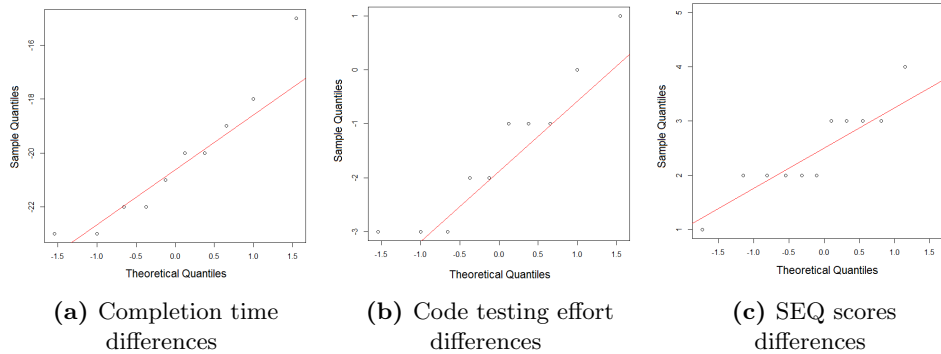 Sample Quantiles
-16
-18
-20
-22
-1.5 -1.0 -0.5 0.0 0.5 1.0 1.5
Theoretical Quantiles
(a) Completion time
differences
Sample Quantiles
1
0
-1
-2
-3
-1.5 -1.0 -0.5 0.0 0.5 1.0 1.5
Theoretical Quantiles
(b) Code testing effort
differences
Sample Quantiles
5
4
3
2
1
-1.5 -1.0 -0.5 0.0 0.5 1.0 1.5
Theoretical Quantiles
(c) SEQ scores
differences